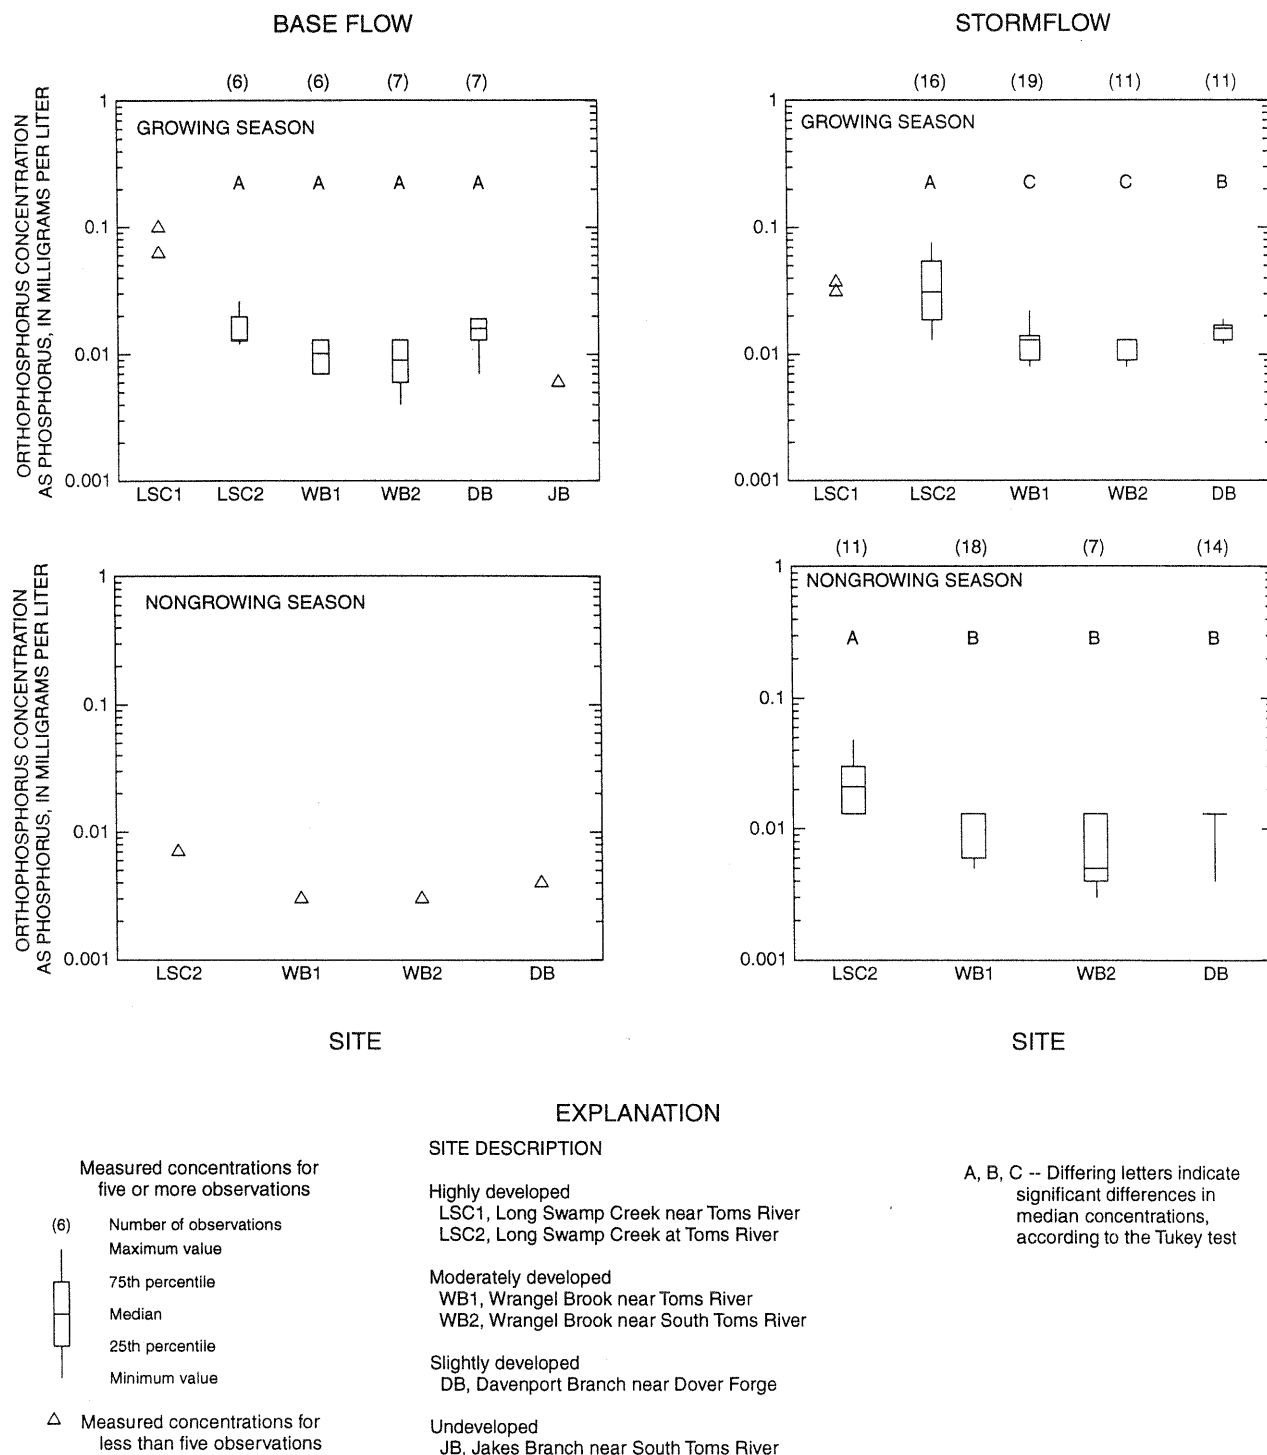 BASE FLOW
STORMFLOW
ORTHOPHOSPHORUS CONCENTRATION
AS PHOSPHORUS, IN MILLIGRAMS PER LITER
(6) (6) (7) (7)
1
GROWING SEASON
A A A A
0.1
0.01
0.001
LSC1 LSC2 WB1 WB2 DB JB
(16) (19) (11) (11)
1
GROWING SEASON
A C C B
0.1
0.01
0.001
LSC1 LSC2 WB1 WB2 DB
ORTHOPHOSPHORUS CONCENTRATION
AS PHOSPHORUS, IN MILLIGRAMS PER LITER
1
NONGROWING SEASON
0.1
0.01
0.001
LSC2 WB1 WB2 DB
SITE
(11) (18) (7) (14)
1
NONGROWING SEASON
A B B B
0.1
0.01
0.001
LSC2 WB1 WB2 DB
SITE
EXPLANATION
Measured concentrations for
five or more observations
(6) Number of observations
Maximum value
75th percentile
Median
25th percentile
Minimum value
Measured concentrations for
less than five observations
SITE DESCRIPTION
Highly developed
LSC1, Long Swamp Creek near Toms River
LSC2, Long Swamp Creek at Toms River
Moderately developed
WB1, Wrangel Brook near Toms River
WB2, Wrangel Brook near South Toms River
Slightly developed
DB, Davenport Branch near Dover Forge
Undeveloped
JB, Jakes Branch near South Toms River
A, B, C -- Differing letters indicate
significant differences in
median concentrations,
according to the Tukey test